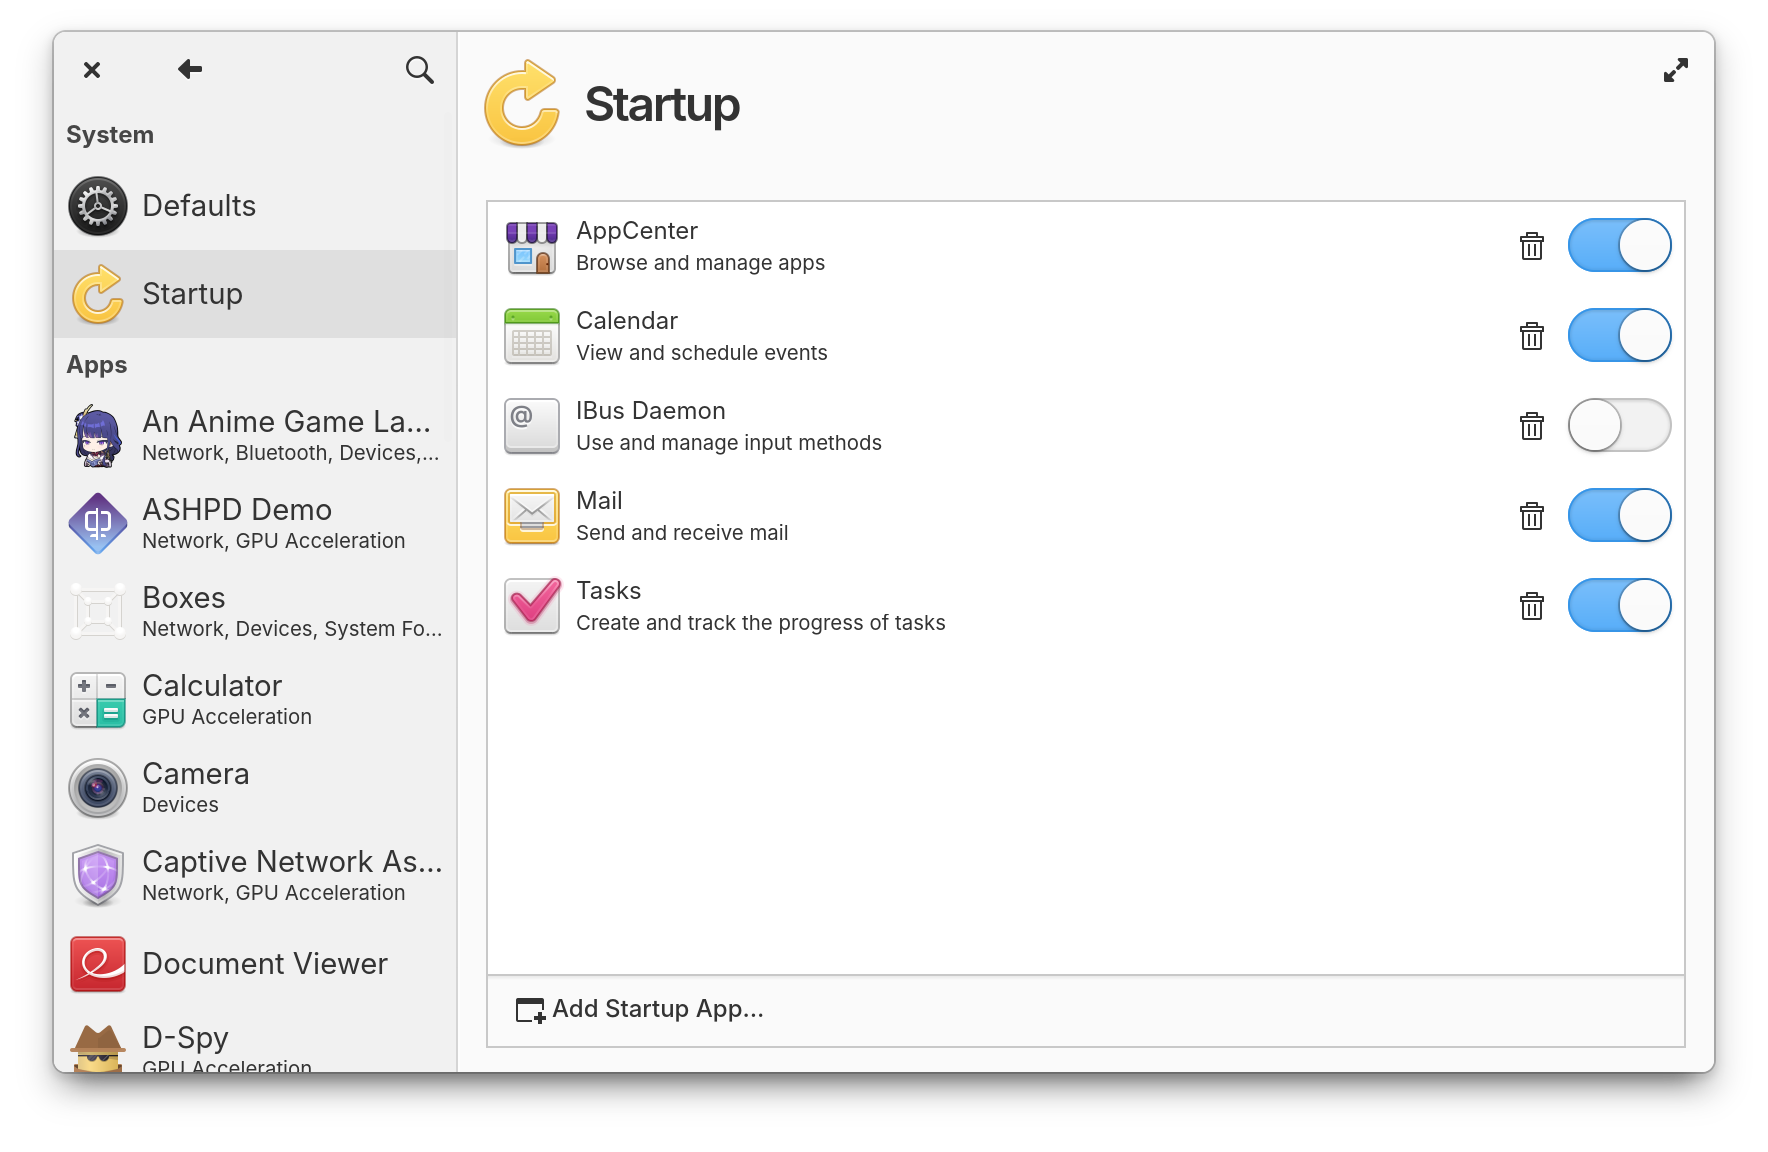 System
Defaults
Startup
Apps
An Anime Game La...
Network, Bluetooth, Devices,...
ASHPD Demo
Network, GPU Acceleration
Boxes
Network, Devices, System Fo...
Calculator
GPU Acceleration
Camera
Devices
Captive Network As...
Network, GPU Acceleration
Document Viewer
D-Spy
GPU Acceleration
Startup
AppCenter
Browse and manage apps
Calendar
View and schedule events
@
IBus Daemon
Use and manage input methods
Mail
Send and receive mail
Tasks
Create and track the progress of tasks
Add Startup App...